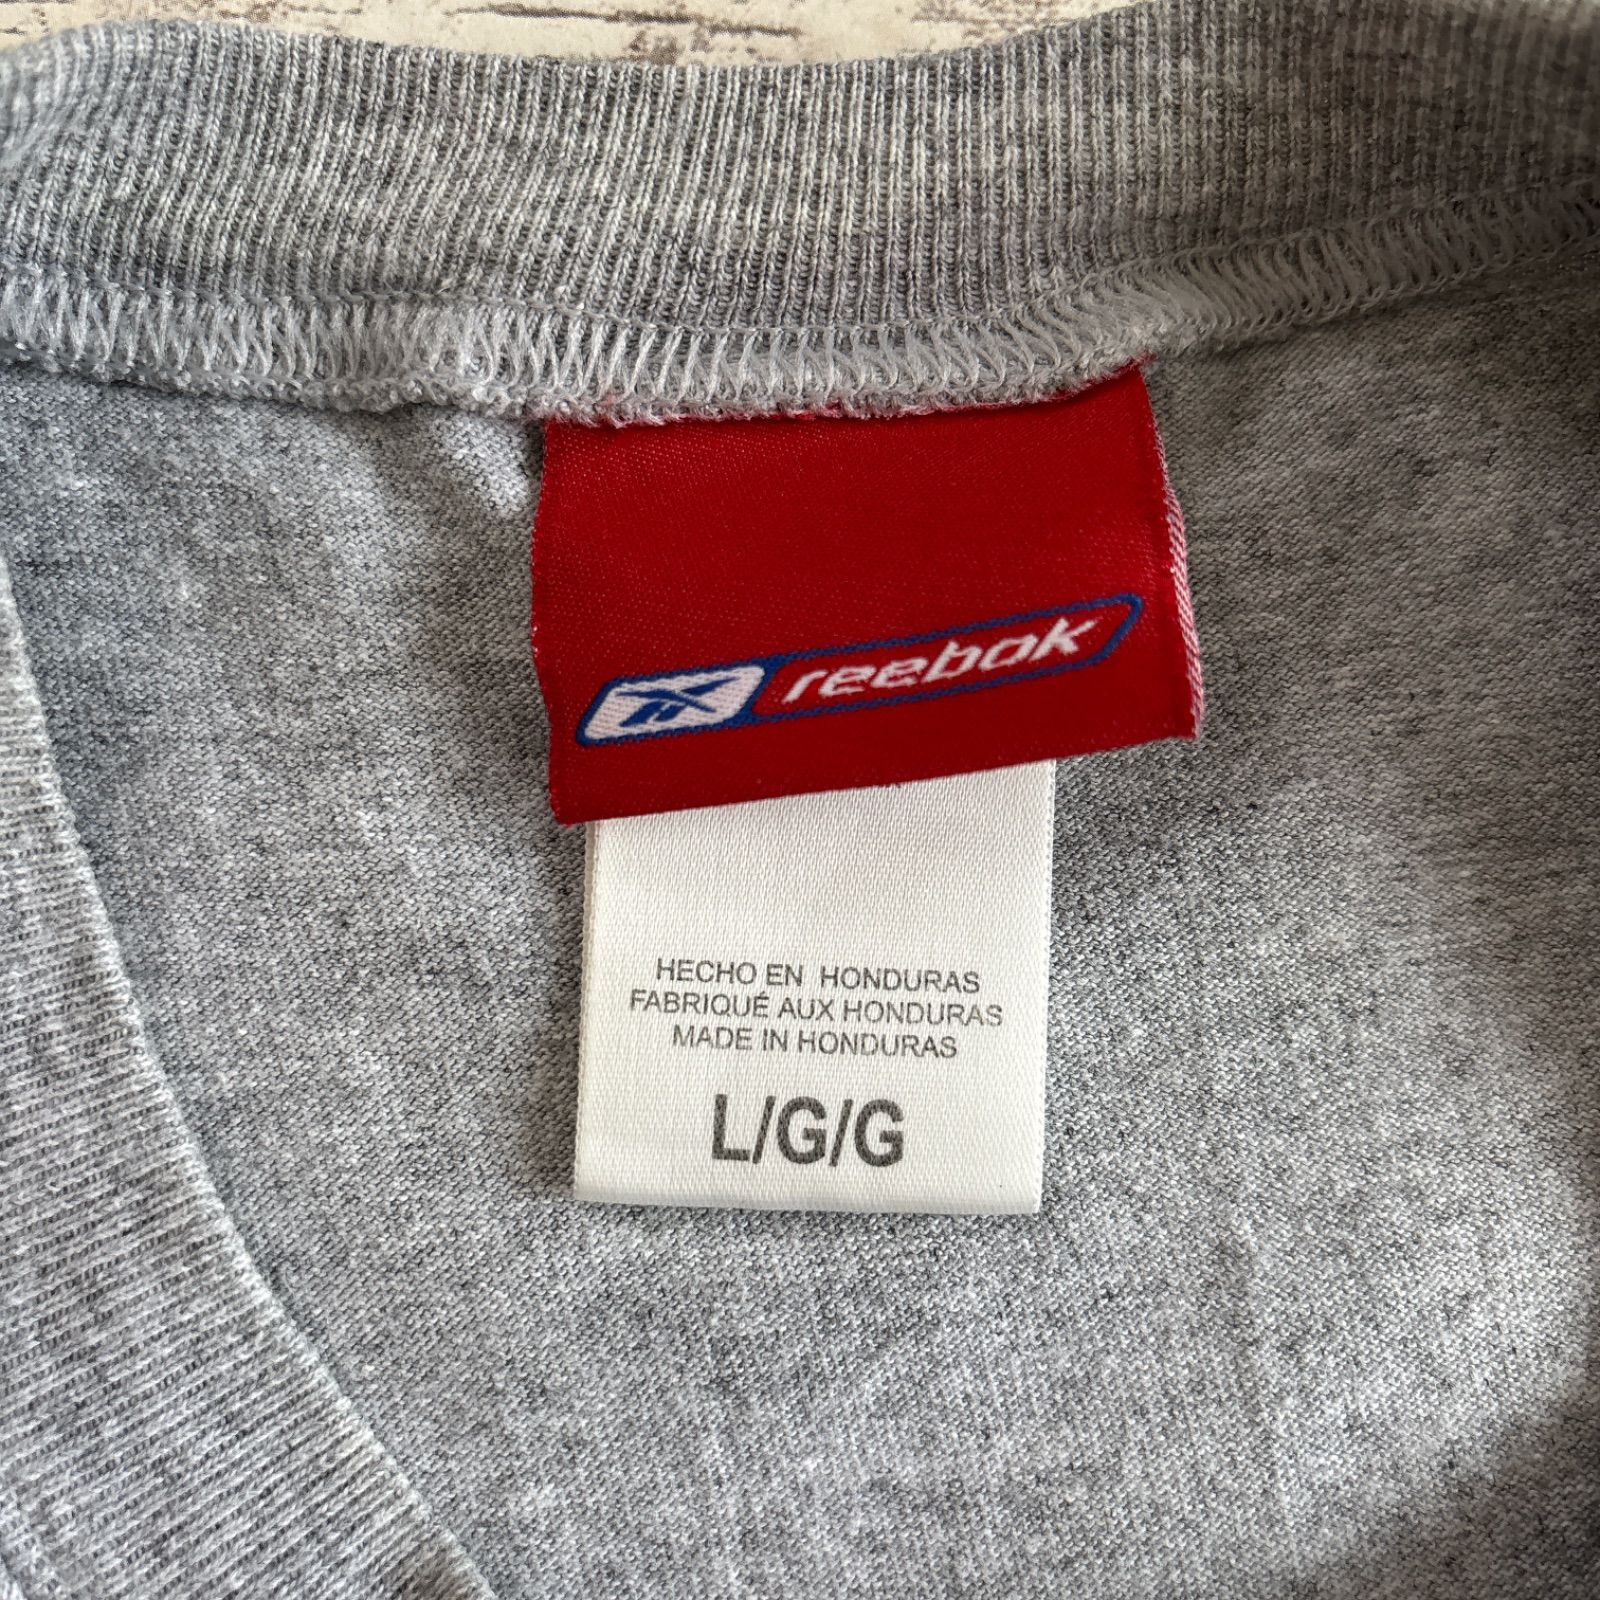 reebok
HECHO EN HONDURAS
FABRIQUÉ AUX HONDURAS
MADE IN HONDURAS
L/G/G